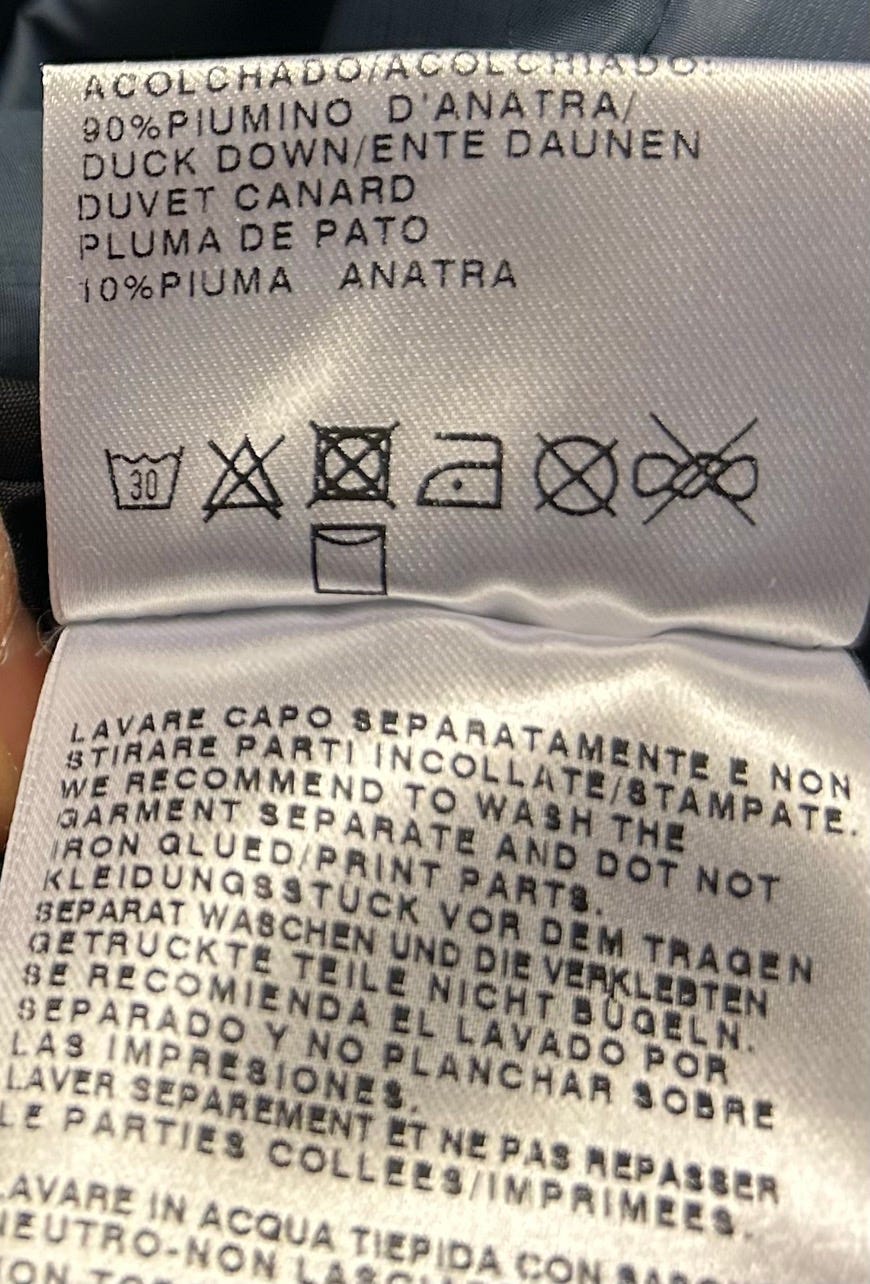 ACOLCHADO/ACOLCHIADO:
90%PIUMINO D'ANATRA/
DUCK DOWN/ENTE DAUNEN
DUVET CANARD
PLUMA DE PATO
10%PIUMA ANATRA
30
LAVARE CAPO SEPARATAMENTE E NON
STIRARE PARTI INCOLLATE/STAMPATE.
WE RECOMMEND TO WASH THE
GARMENT SEPARATE AND DOT NOT
IRON GLUED/PRINT PARTS.
KLEIDUNGSSTUCK VOR DEM TRAGEN
SEPARAT WASCHEN UND DIE VERKLEBTEN
GETRUCKTE TEILE NICHT BÜGELN.
SE RECOMIENDA EL LAVADO POR
SEPARADO Y NO PLANCHAR SOBRE
LAS IMPRESIONES.
LAVER SEPAREMENT ET NE PAS REPASSER
LE PARTIES COLLEES/IMPRIMEES.
LAVARE IN ACQUA TIEPIDA CON
NEUTRO-NON